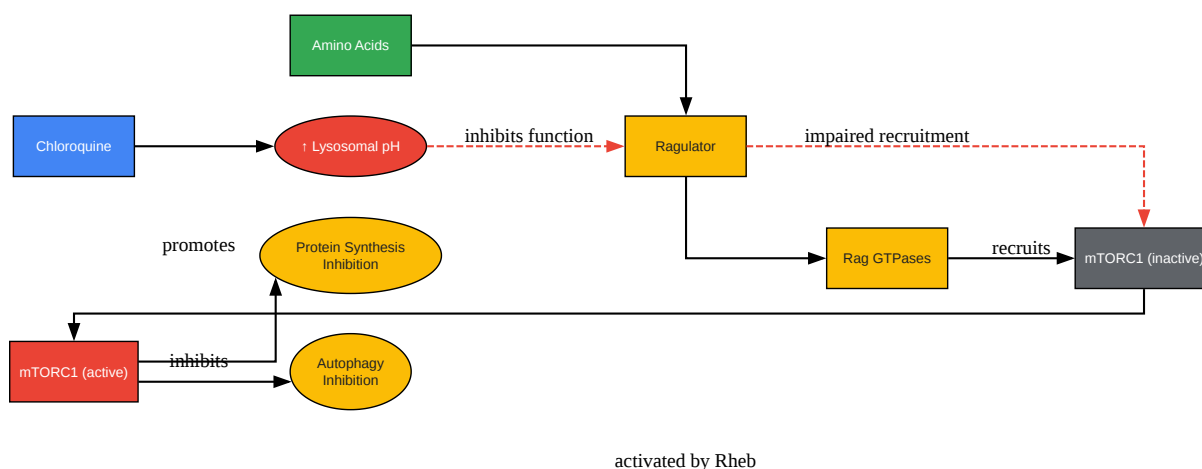 Amino Acids
Chloroquine
↑ Lysosomal pH
inhibits function
Ragulator
impaired recruitment
promotes
Protein Synthesis
Inhibition
Rag GTPases
recruits
mTORC1 (inactive)
mTORC1 (active)
inhibits
Autophagy
Inhibition
activated by Rheb